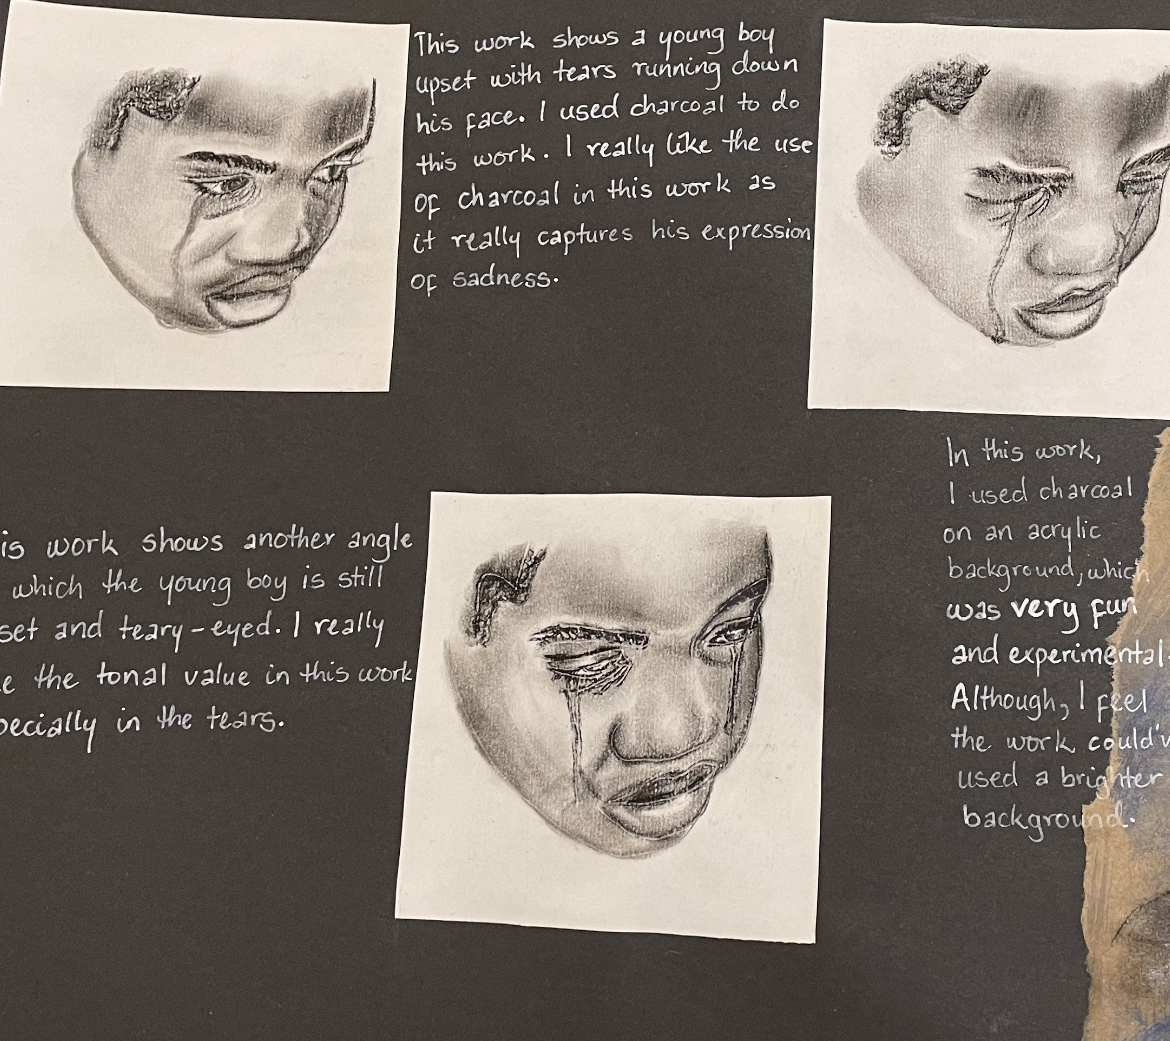 This work shows a young boy
upset with tears running down
his face. I used charcoal to do
this work. I really like the use
of charcoal in this work as
it really captures his expression
of sadness.
is work shows another angle
which the young boy is still
set and teary-eyed. I really
e the tonal value in this work
pecially in the tears.
In this work,
I used charcoal
on an acrylic
background, which
was very fun
and experimental.
Although, I feel
the work could'v
used a brighter
background.